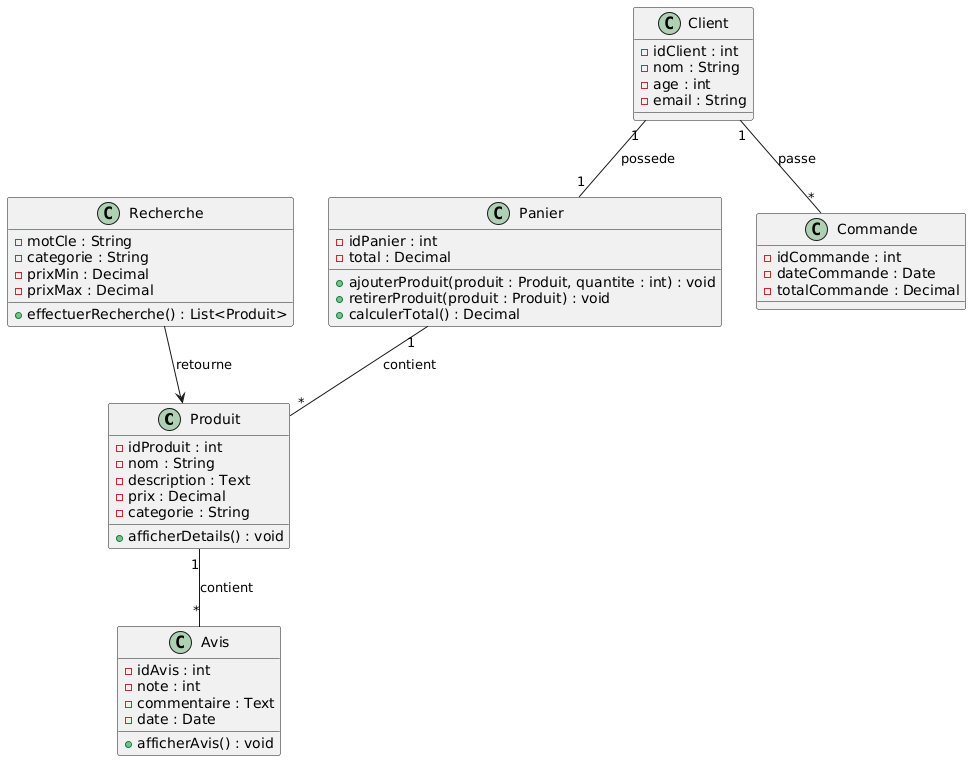 C Client
idClient : int
nom : String
age : int
email : String
1
1
possede
passe
1
*
C Recherche
motCle : String
categorie : String
prixMin : Decimal
prixMax : Decimal
effectuerRecherche() : List<Produit>
C Panier
idPanier : int
total : Decimal
ajouterProduit(produit : Produit, quantite : int) : void
retirerProduit(produit : Produit) : void
calculerTotal() : Decimal
C Commande
idCommande : int
dateCommande : Date
totalCommande : Decimal
retourne
1
contient
*
C Produit
idProduit : int
nom : String
description : Text
prix : Decimal
categorie : String
afficherDetails() : void
1
contient
*
C Avis
idAvis : int
note : int
commentaire : Text
date : Date
afficherAvis() : void